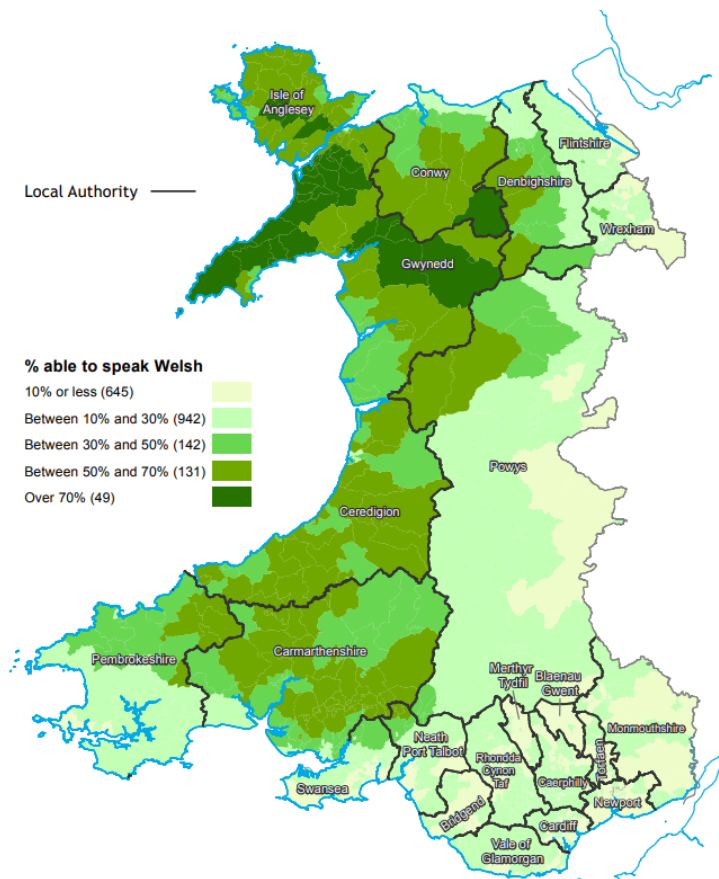 Isle of
Anglesey
Flintshire
Conwy
Denbighshire
Local Authority
Wrexham
Gwynedd
% able to speak Welsh
10% or less (645)
Between 10% and 30% (942)
Between 30% and 50% (142)
Between 50% and 70% (131)
Over 70% (49)
Powys
Ceredigion
Carmarthenshire
Pembrokeshire
Merthyr
Tydfil
Blaenau
Gwent
Monmouthshire
Neath
Port Talbot
Rhondda
Cynon
Taf
Torfaen
Caerphilly
Swansea
Newport
Bridgend
Cardiff
Vale of
Glamorgan